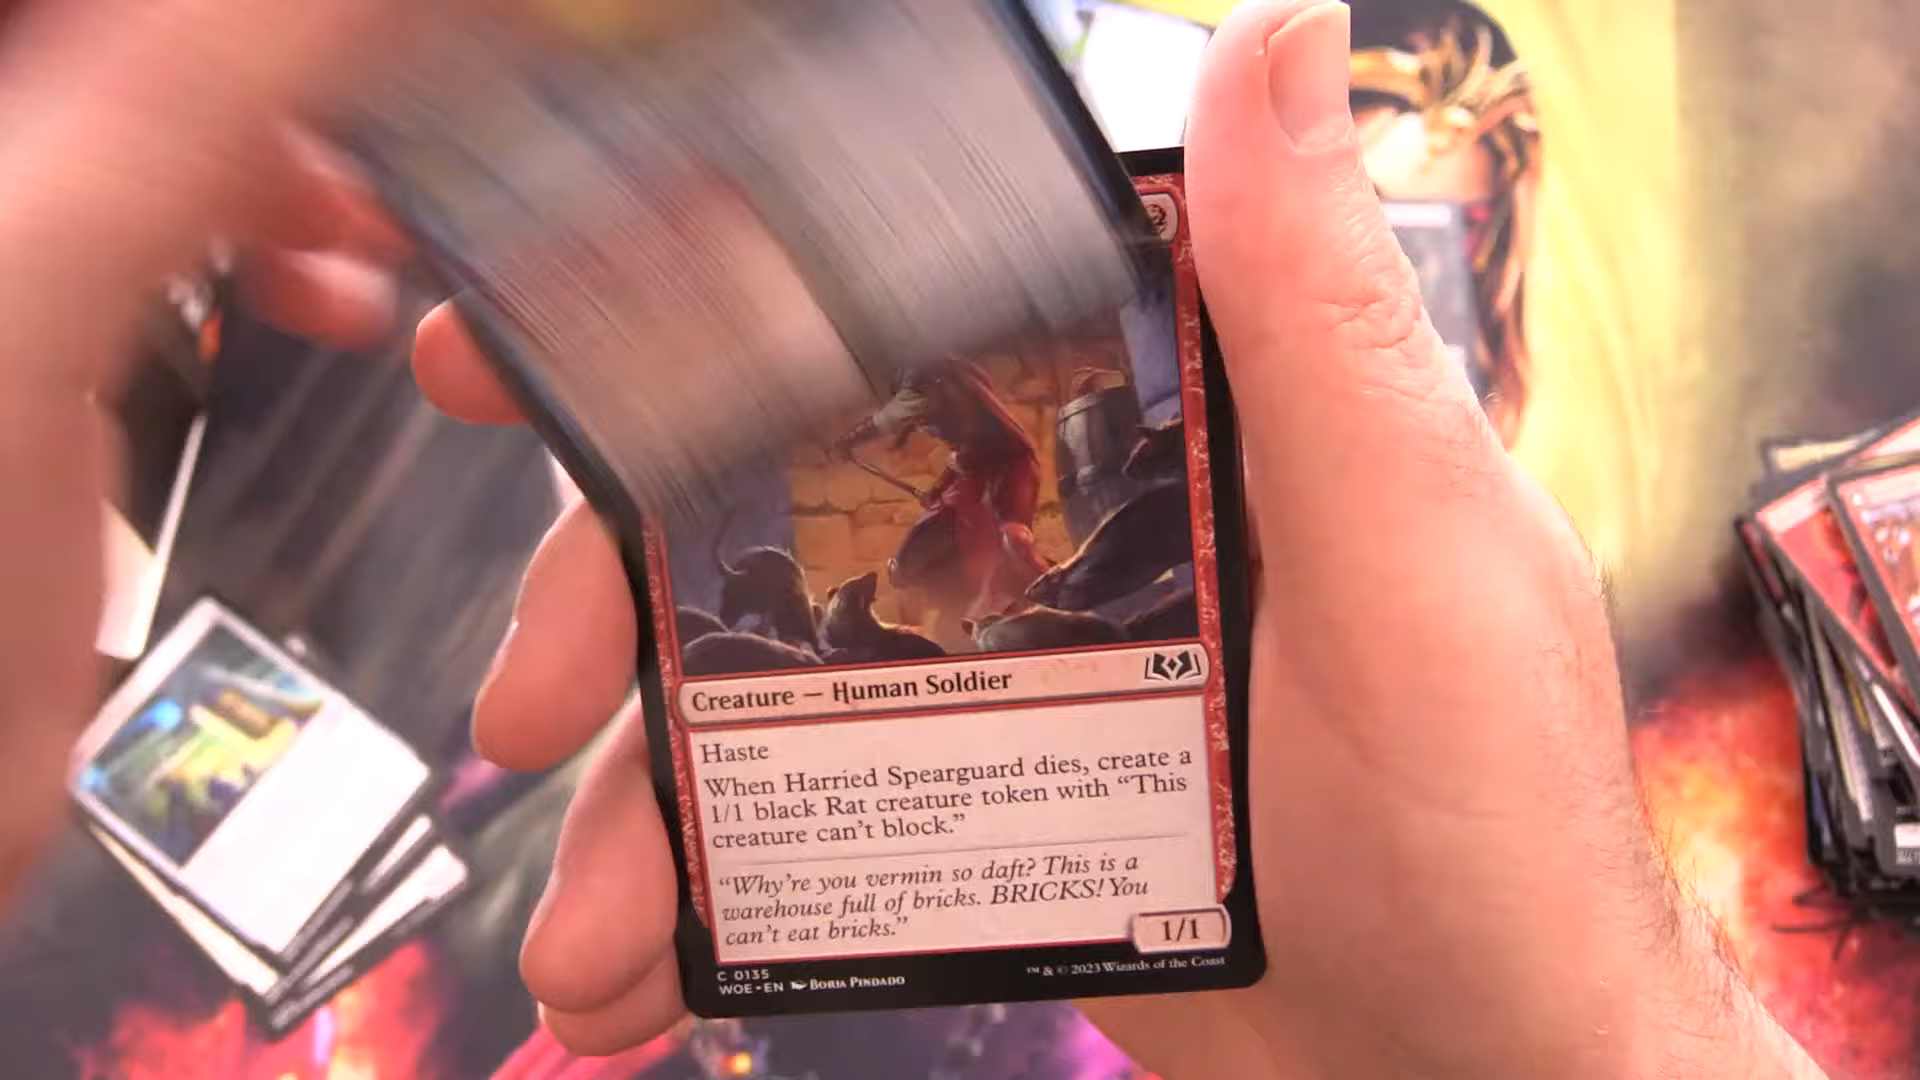 Creature — Human Soldier
Haste
When Harried Spearguard dies, create a
1/1 black Rat creature token with “This
creature can't block.”
“Why're you vermin so daft? This is a
warehouse full of bricks. BRICKS! You
can't eat bricks.”
1/1
C 0135
WOE • EN Borja Pindado
™ & © 2023 Wizards of the Coast